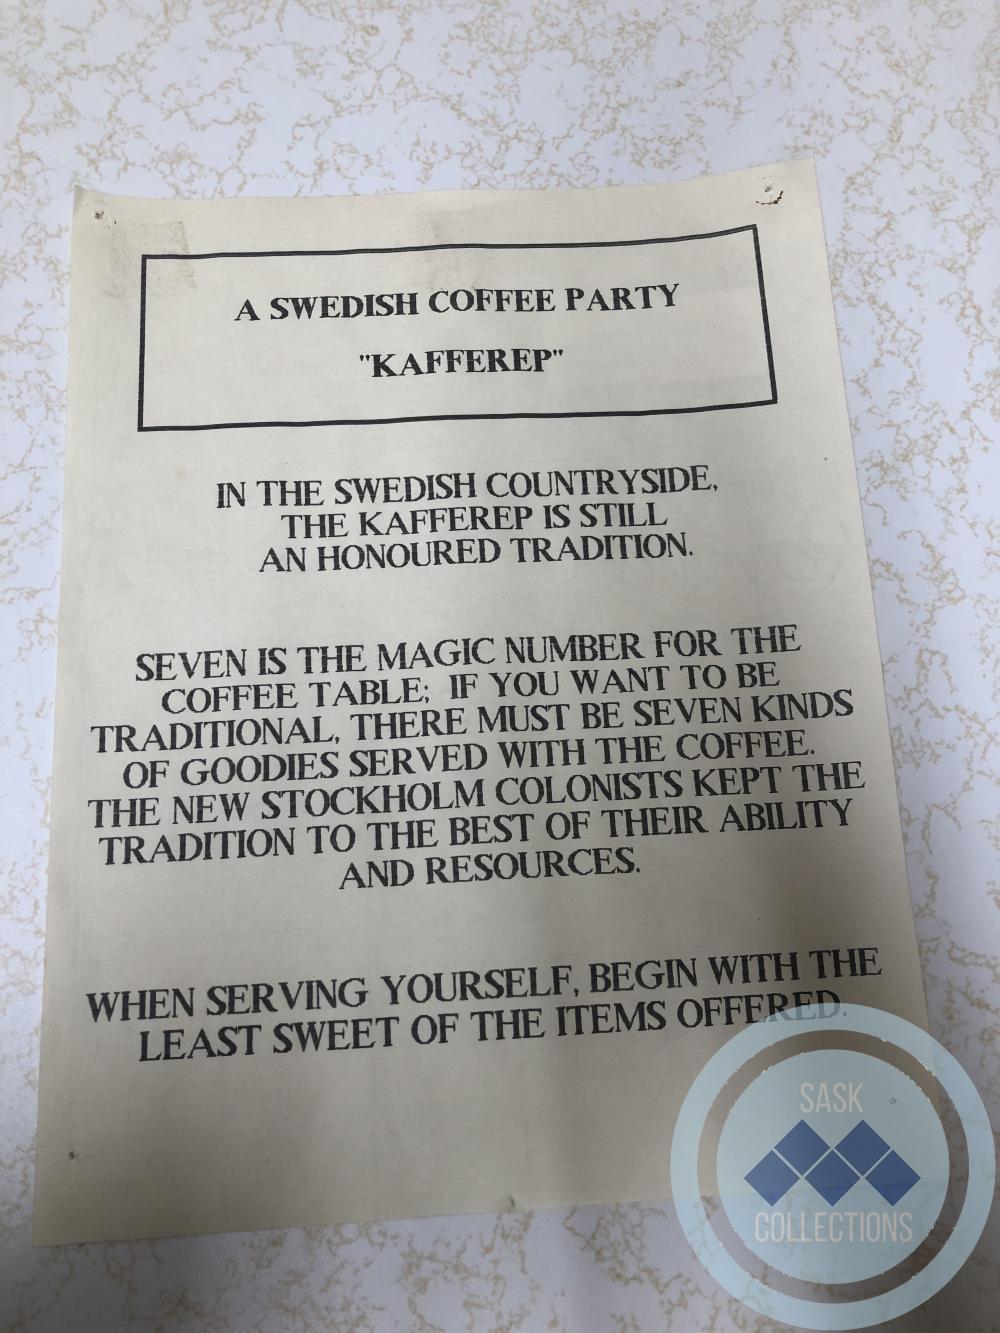 A SWEDISH COFFEE PARTY
"KAFFEREP"
IN THE SWEDISH COUNTRYSIDE,
THE KAFFEREP IS STILL
AN HONOURED TRADITION.
SEVEN IS THE MAGIC NUMBER FOR THE
COFFEE TABLE; IF YOU WANT TO BE
TRADITIONAL, THERE MUST BE SEVEN KINDS
OF GOODIES SERVED WITH THE COFFEE.
THE NEW STOCKHOLM COLONISTS KEPT THE
TRADITION TO THE BEST OF THEIR ABILITY
AND RESOURCES.
WHEN SERVING YOURSELF, BEGIN WITH THE
LEAST SWEET OF THE ITEMS OFFERED.
SASK
COLLECTIONS